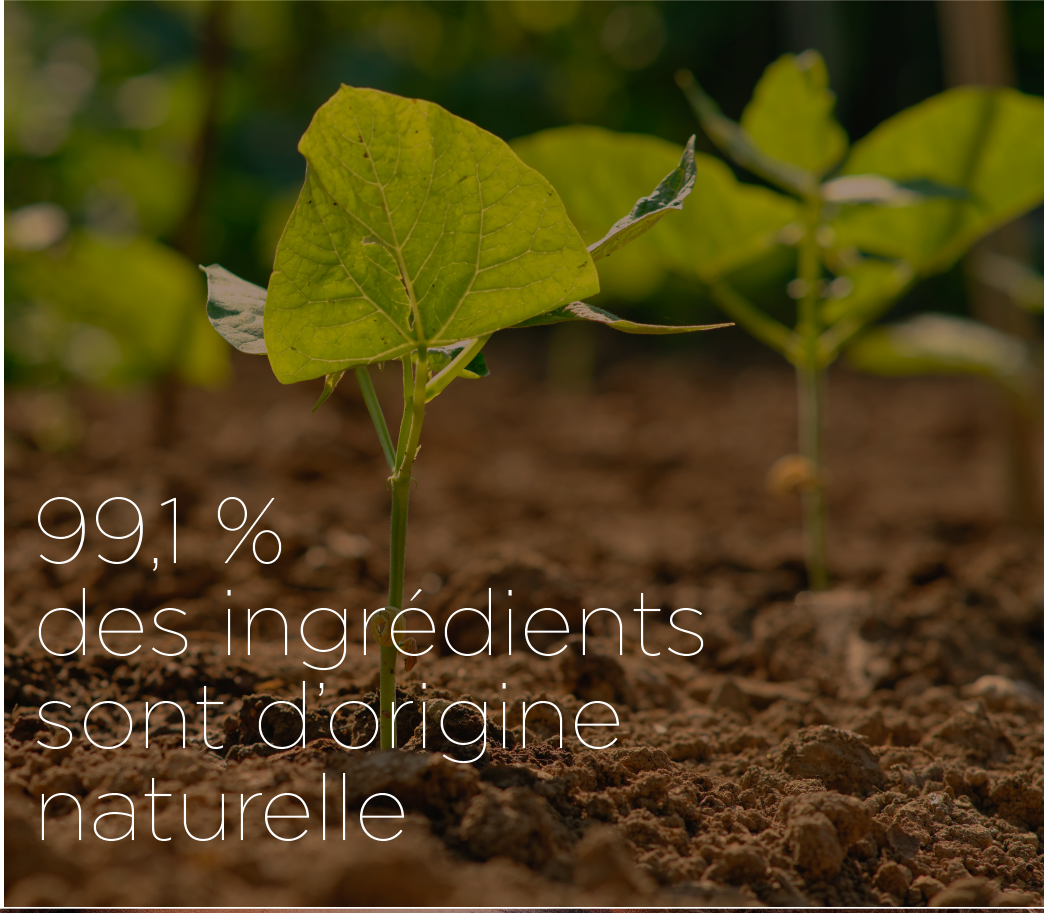 99,1 %
des ingrédients
sont d’origine
naturelle